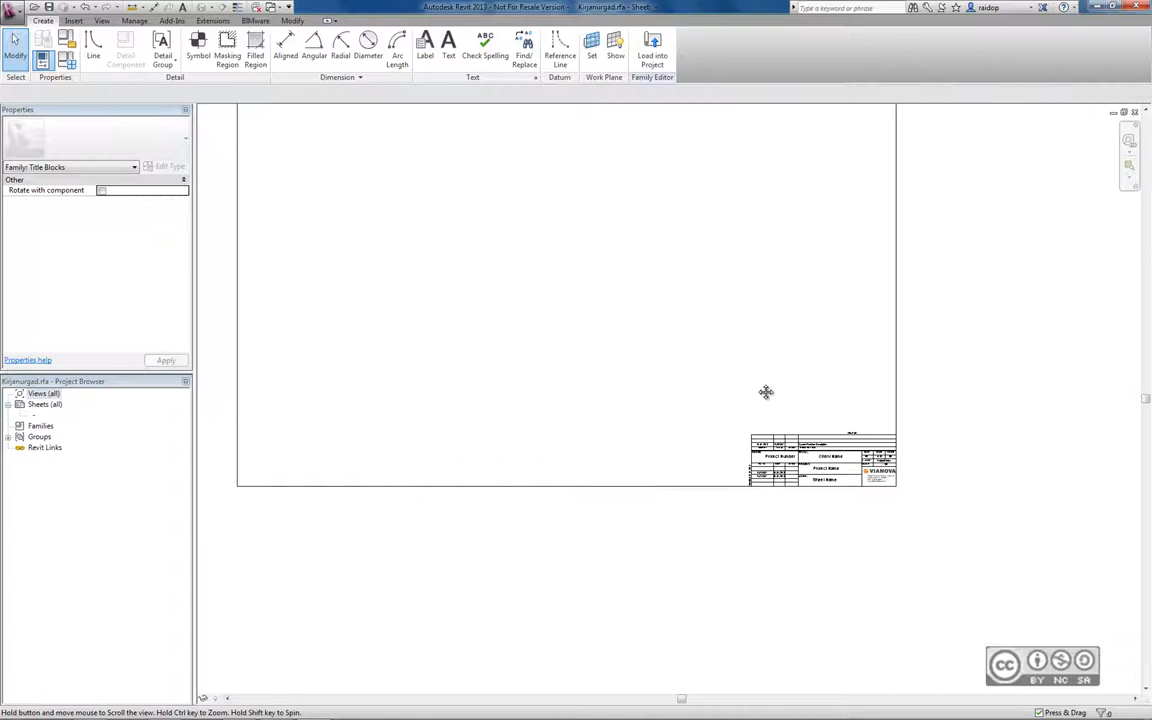 Autodesk Revit 2013 - Not For Resale Version -    Kirjanurgad.rfa - Sheet: -
Type a keyword or phrase
raidop
Create Insert View Manage Add-Ins Extensions BIMware Modify
Modify
Line
Detail Component
Detail Group
Symbol
Masking Region
Filled Region
Aligned
Angular
Radial
Diameter
Arc Length
Label
Text
Check Spelling
Find/ Replace
Reference Line
Set
Show
Load into Project
Select Properties Detail Dimension Text Datum Work Plane Family Editor
Properties
Family: Title Blocks
Edit Type
Other
Rotate with component
Properties help
Apply
Kirjanurgad.rfa - Project Browser
Views (all)
Sheets (all)
-
Families
Groups
Revit Links
Project Number
Client Name
Project Name
VIANOVA
Sheet Name
CC BY NC SA
Hold button and move mouse to Scroll the view. Hold Ctrl key to Zoom. Hold Shift key to Spin.
Press & Drag
:0